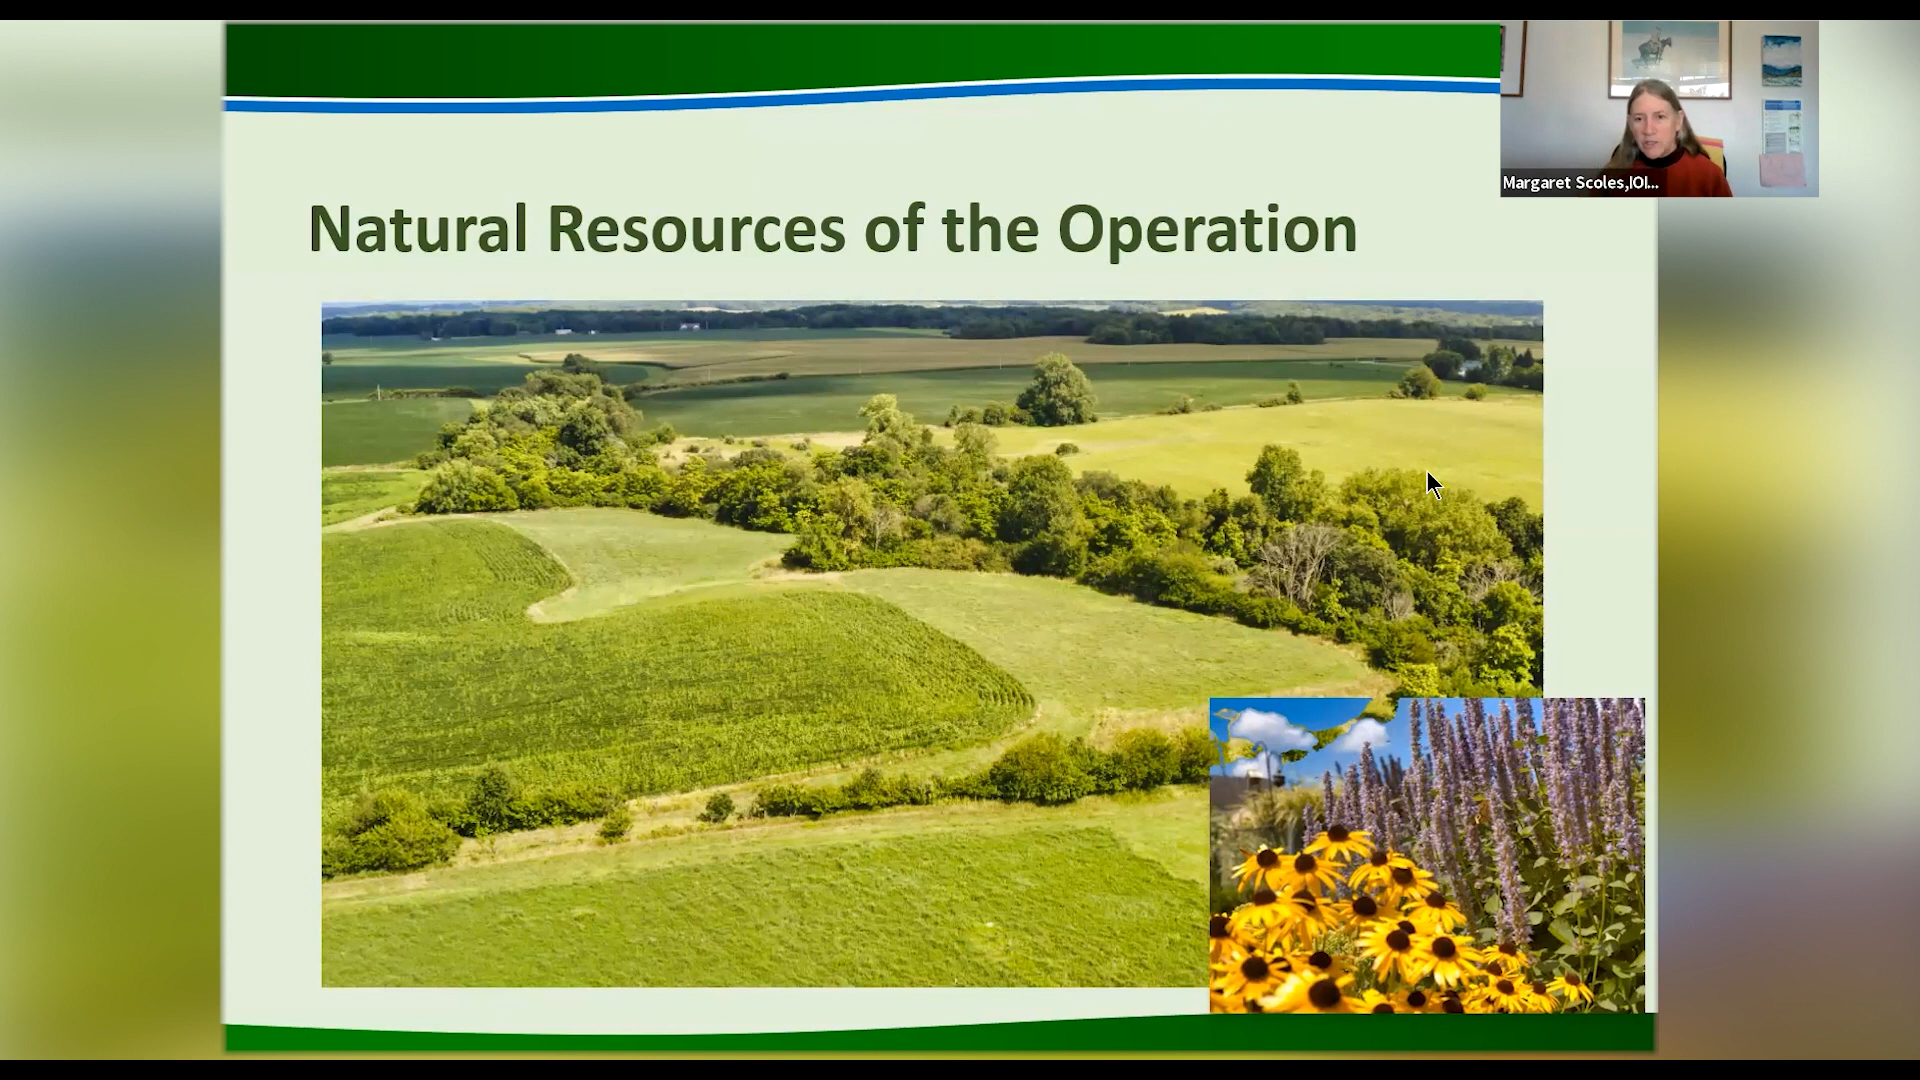 Natural Resources of the Operation
Margaret Scoles,IOI...